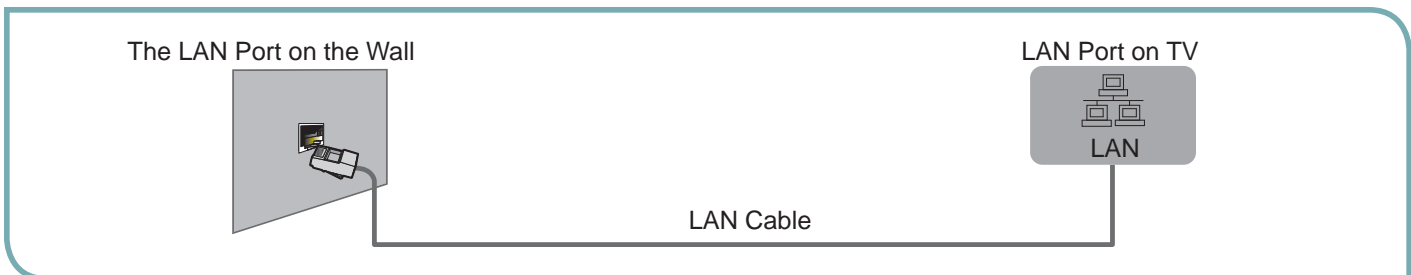 The LAN Port on the Wall
LAN Port on TV
LAN
LAN Cable